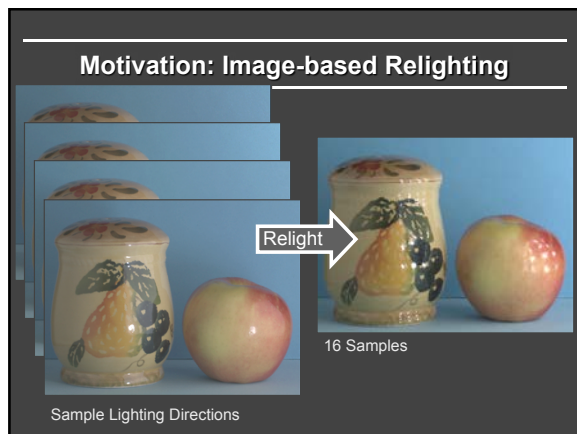 Motivation: Image-based Relighting
Relight
16 Samples
Sample Lighting Directions